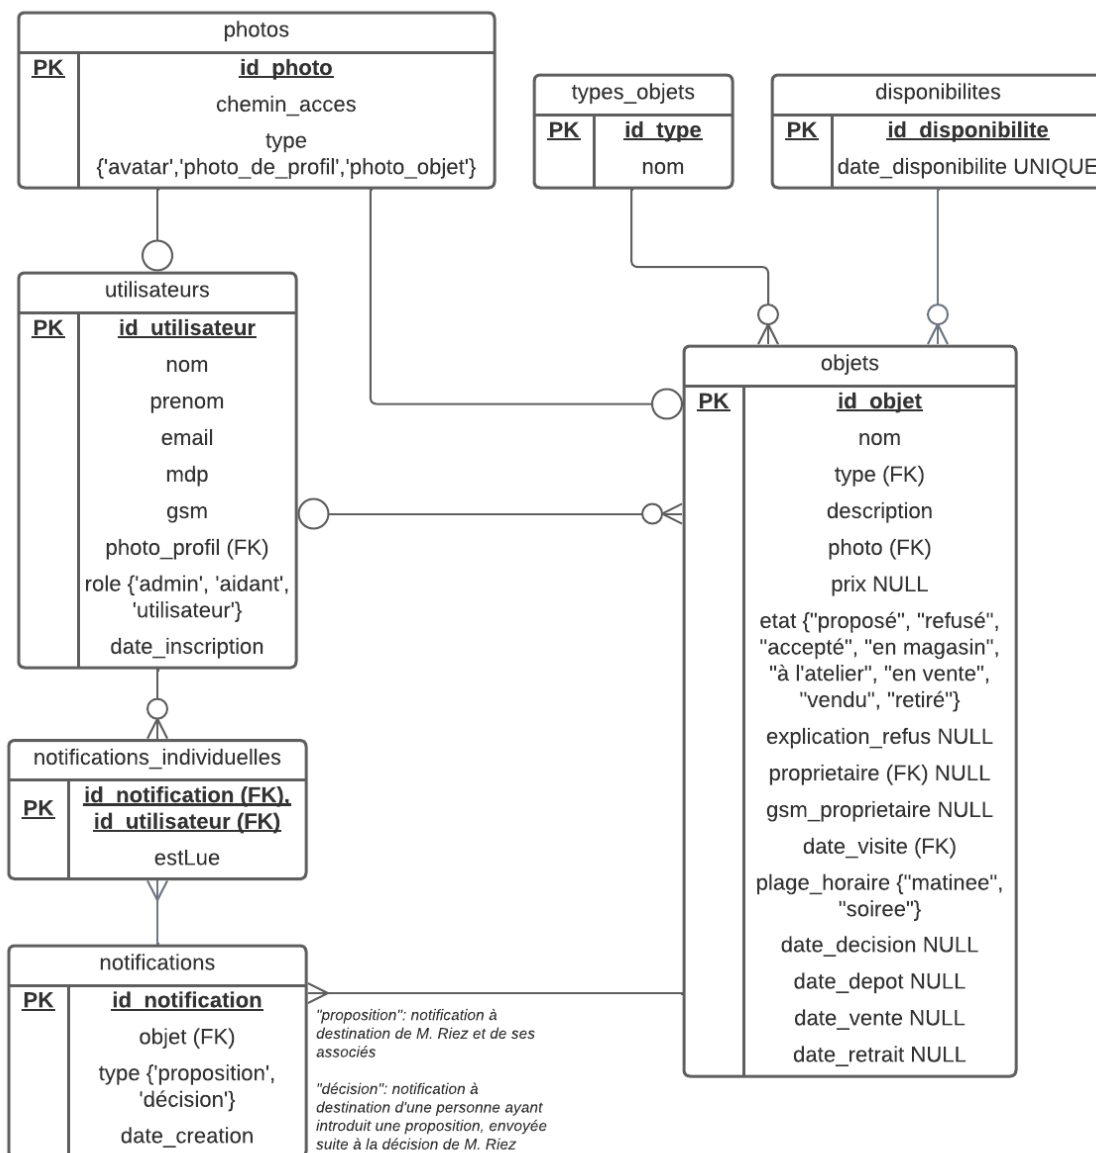 photos
PK
id_photo
chemin_acces
type
{'avatar','photo_de_profil','photo_objet'}
types_objets
PK
id_type
nom
disponibilites
PK
id_disponibilite
date_disponibilite UNIQUE
utilisateurs
PK
id_utilisateur
nom
prenom
email
mdp
gsm
photo_profil (FK)
role {'admin', 'aidant',
'utilisateur'}
date_inscription
objets
PK
id_objet
nom
type (FK)
description
photo (FK)
prix NULL
etat {"proposé", "refusé",
"accepté", "en magasin",
"à l'atelier", "en vente",
"vendu", "retiré"}
explication_refus NULL
proprietaire (FK) NULL
gsm_proprietaire NULL
date_visite (FK)
plage_horaire {"matinee",
"soiree"}
date_decision NULL
date_depot NULL
date_vente NULL
date_retrait NULL
notifications_individuelles
PK
id_notification (FK),
id_utilisateur (FK)
estLue
notifications
PK
id_notification
objet (FK)
type {'proposition',
'décision'}
date_creation
"proposition": notification à
destination de M. Riez et de ses
associés
"décision": notification à
destination d'une personne ayant
introduit une proposition, envoyée
suite à la décision de M. Riez